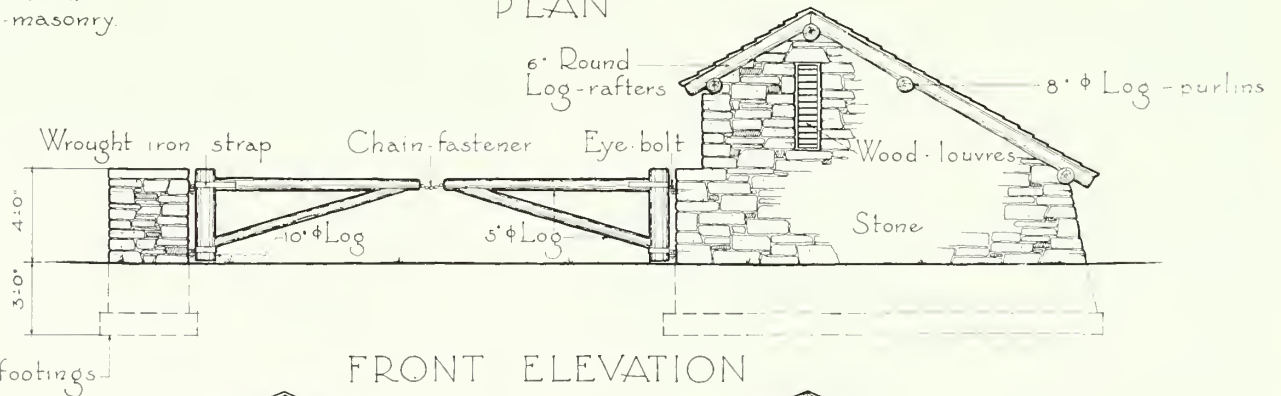 -masonry.
PLAN
6" Round
Log-rafters
8" φ Log - purlins
Wrought iron strap
Chain-fastener
Eye-bolt
Wood-louvres
4'-0"
10" φ Log
5" φ Log
Stone
3'-0"
footings
FRONT ELEVATION